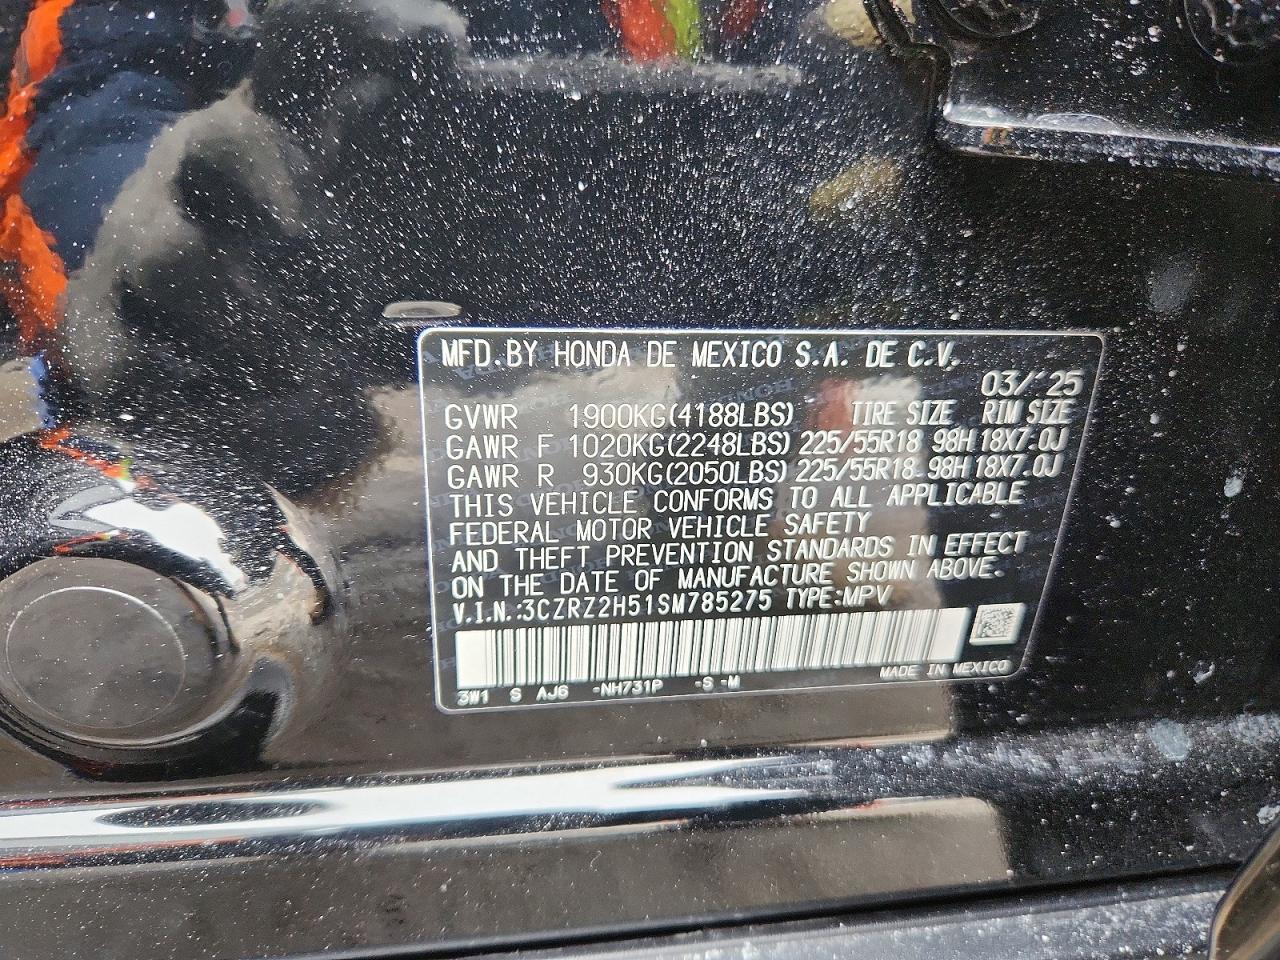 MFD. BY HONDA DE MEXICO S.A. DE C.V.
03/'25
GVWR 1900KG(4188LBS) TIRE SIZE RIM SIZE
GAWR F 1020KG(2248LBS) 225/55R18 98H 18X7.0J
GAWR R 930KG(2050LBS) 225/55R18 98H 18X7.0J
THIS VEHICLE CONFORMS TO ALL APPLICABLE
FEDERAL MOTOR VEHICLE SAFETY
AND THEFT PREVENTION STANDARDS IN EFFECT
ON THE DATE OF MANUFACTURE SHOWN ABOVE.
V.I.N.:3CZRZ2H51SM785275 TYPE:MPV
MADE IN MEXICO
3W1 S AJ6 -NH731P -S -M